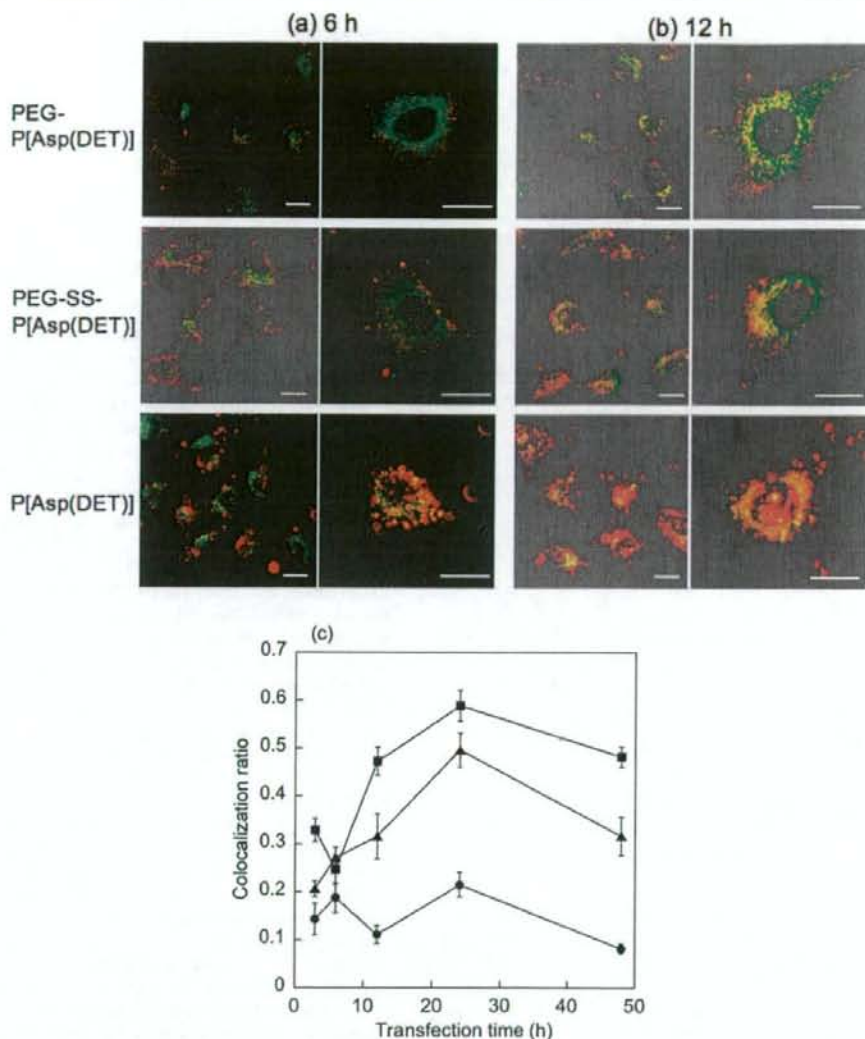 (a) 6 h
(b) 12 h
PEG-
P[Asp(DET)]
PEG-SS-
P[Asp(DET)]
P[Asp(DET)]
(c)
0.7
0.6
0.5
0.4
0.3
0.2
0.1
0
Colocalization ratio
0 10 20 30 40 50
Transfection time (h)